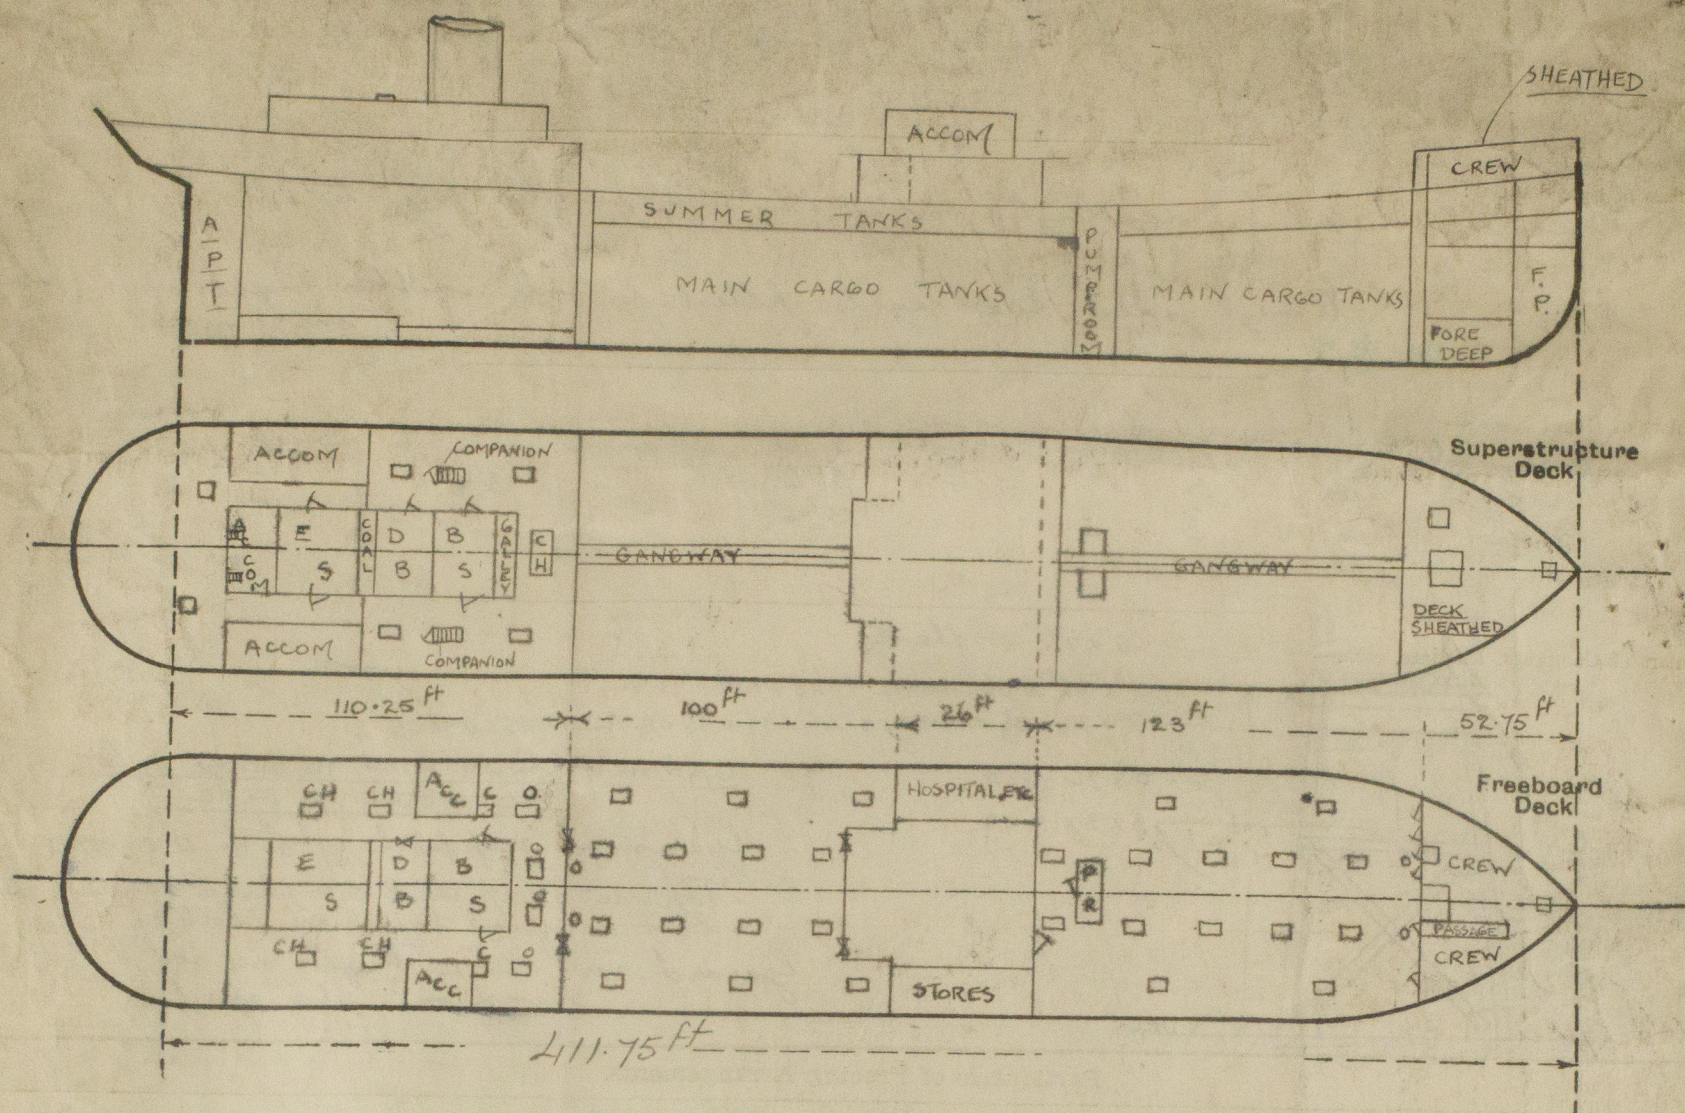 SHEATHED
ACCOM
CREW
SUMMER TANKS
A
P
T
PUMPROOM
MAIN CARGO TANKS
MAIN CARGO TANKS
F.
P.
FORE
DEEP
Superstructure
Deck
ACCOM
COMPANION
ACCOM
E
S
COAL
D
B
B
S
GALLEY
C
H
GANGWAY
GANGWAY
DECK
SHEATHED
ACCOM
COMPANION
110.25 ft
100 ft
26 ft
123 ft
52.75 ft
Freeboard
Deck
CH
CH
ACC
C
O.
HOSPITAL ETC
E
S
D
B
B
S
O
O
O
O
P
R
O
O
CREW
PASSAGE
CREW
CH
CH
ACC
C
O
STORES
411.75 ft